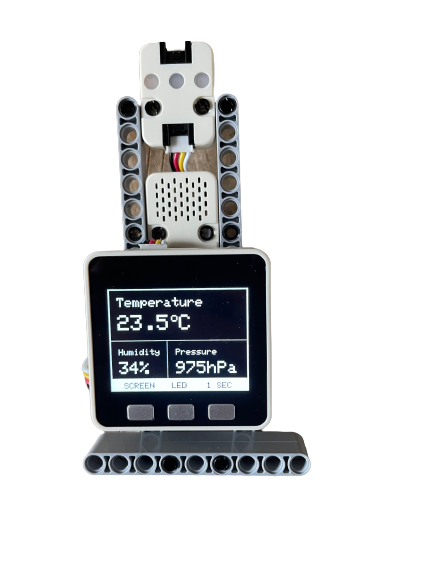 Temperature
23.5℃
Humidity Pressure
34% 975hPa
SCREEN LED 1 SEC